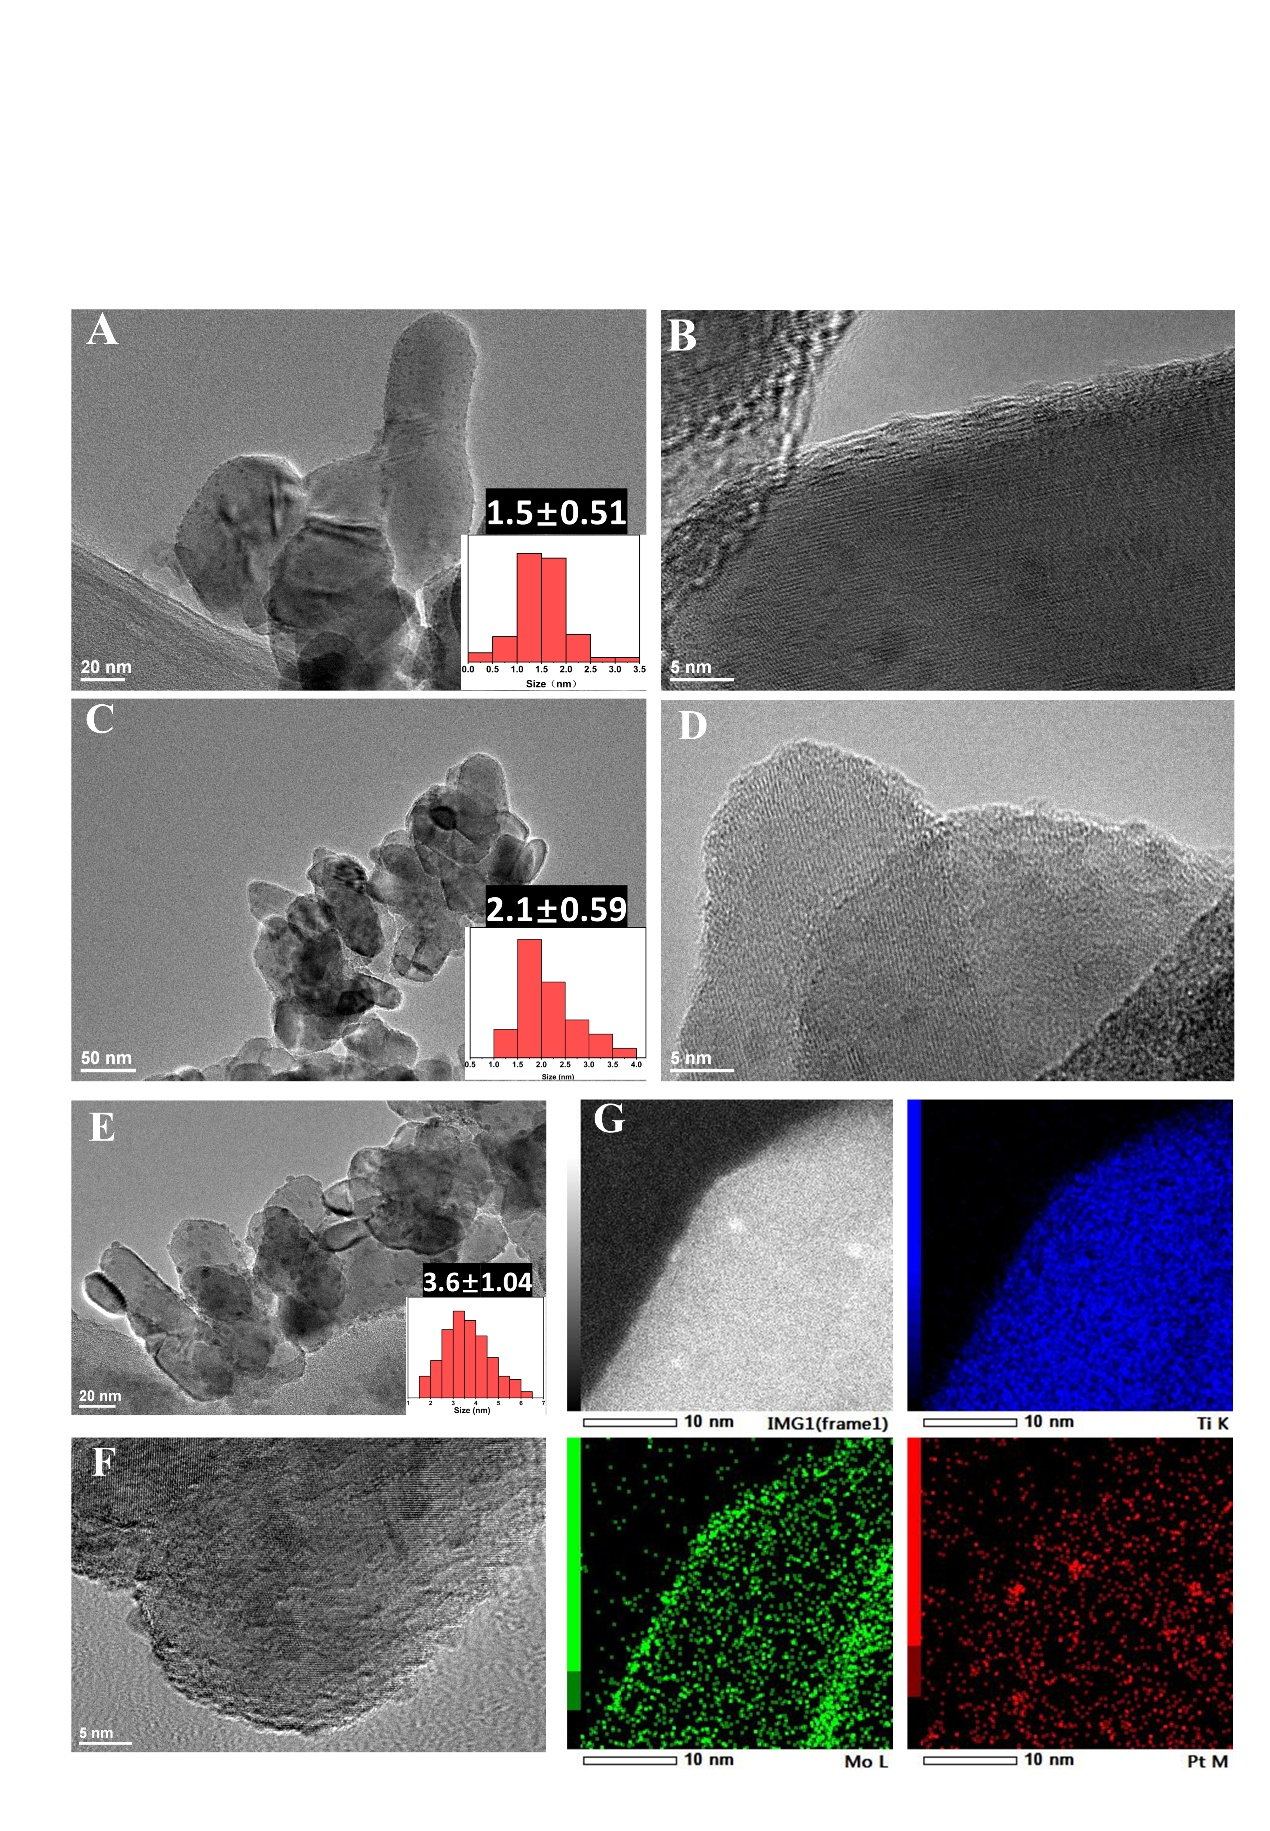 A
1.5±0.51
0.0 0.5 1.0 1.5 2.0 2.5 3.0 3.5
Size (nm)
20 nm
B
5 nm
C
2.1±0.59
0.5 1.0 1.5 2.0 2.5 3.0 3.5 4.0
Size (nm)
50 nm
D
5 nm
E
3.6±1.04
1 2 3 4 5 6 7
Size (nm)
20 nm
F
5 nm
G
10 nm IMG1(frame1)
10 nm Ti K
10 nm Mo L
10 nm Pt M